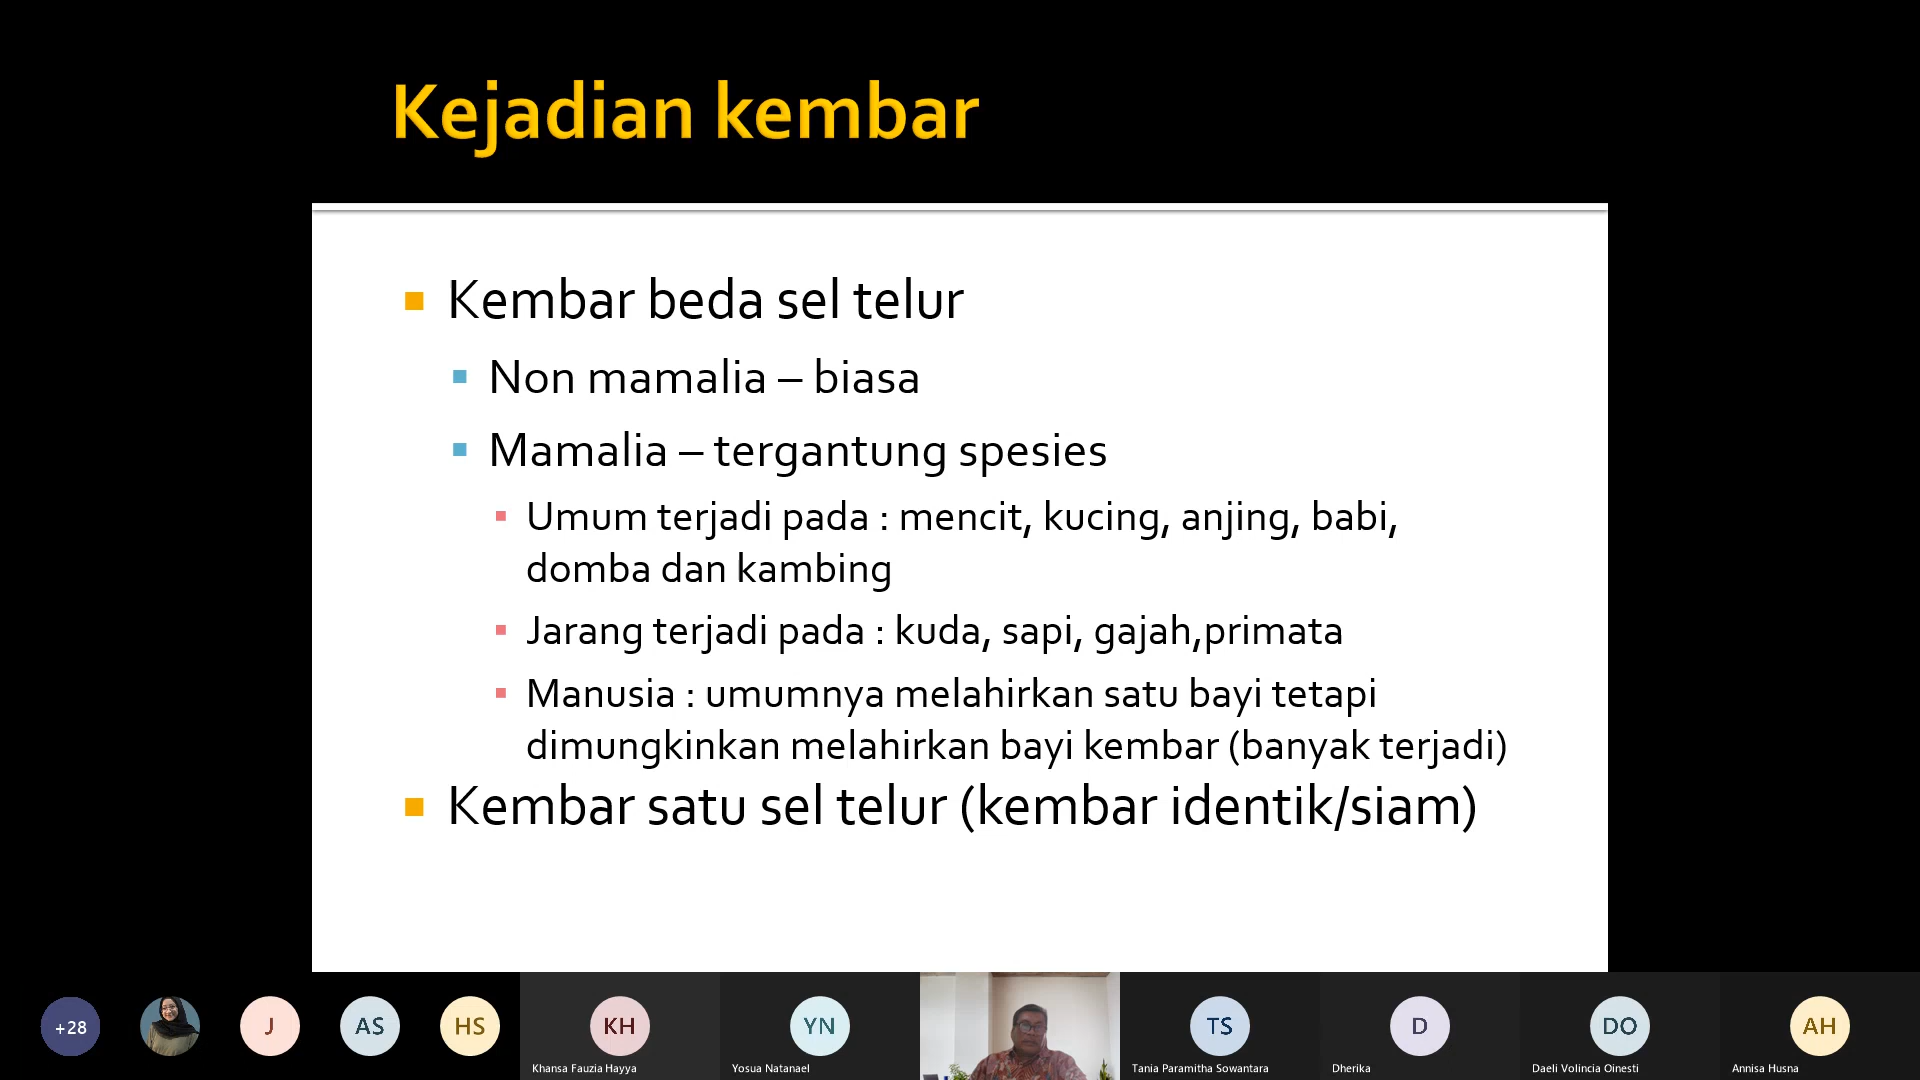 Kejadian kembar
Kembar beda sel telur
Non mamalia – biasa
Mamalia – tergantung spesies
Umum terjadi pada : mencit, kucing, anjing, babi,
domba dan kambing
Jarang terjadi pada : kuda, sapi, gajah,primata
Manusia : umumnya melahirkan satu bayi tetapi
dimungkinkan melahirkan bayi kembar (banyak terjadi)
Kembar satu sel telur (kembar identik/siam)
+28
J
AS
HS
KH
Khansa Fauzia Hayya
YN
Yosua Natanael
TS
Tania Paramitha Sowantara
D
Dherika
DO
Daeli Volincia Oinesti
AH
Annisa Husna